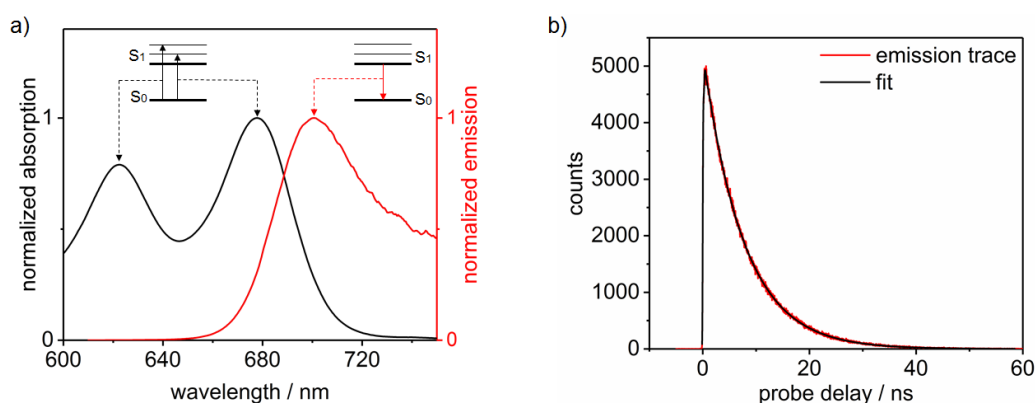 a)
S₁
S₀
S₁
S₀
1
0
normalized absorption
1
0
normalized emission
600
640
680
720
wavelength / nm
b)
emission trace
fit
5000
4000
3000
2000
1000
0
counts
0
20
40
60
probe delay / ns